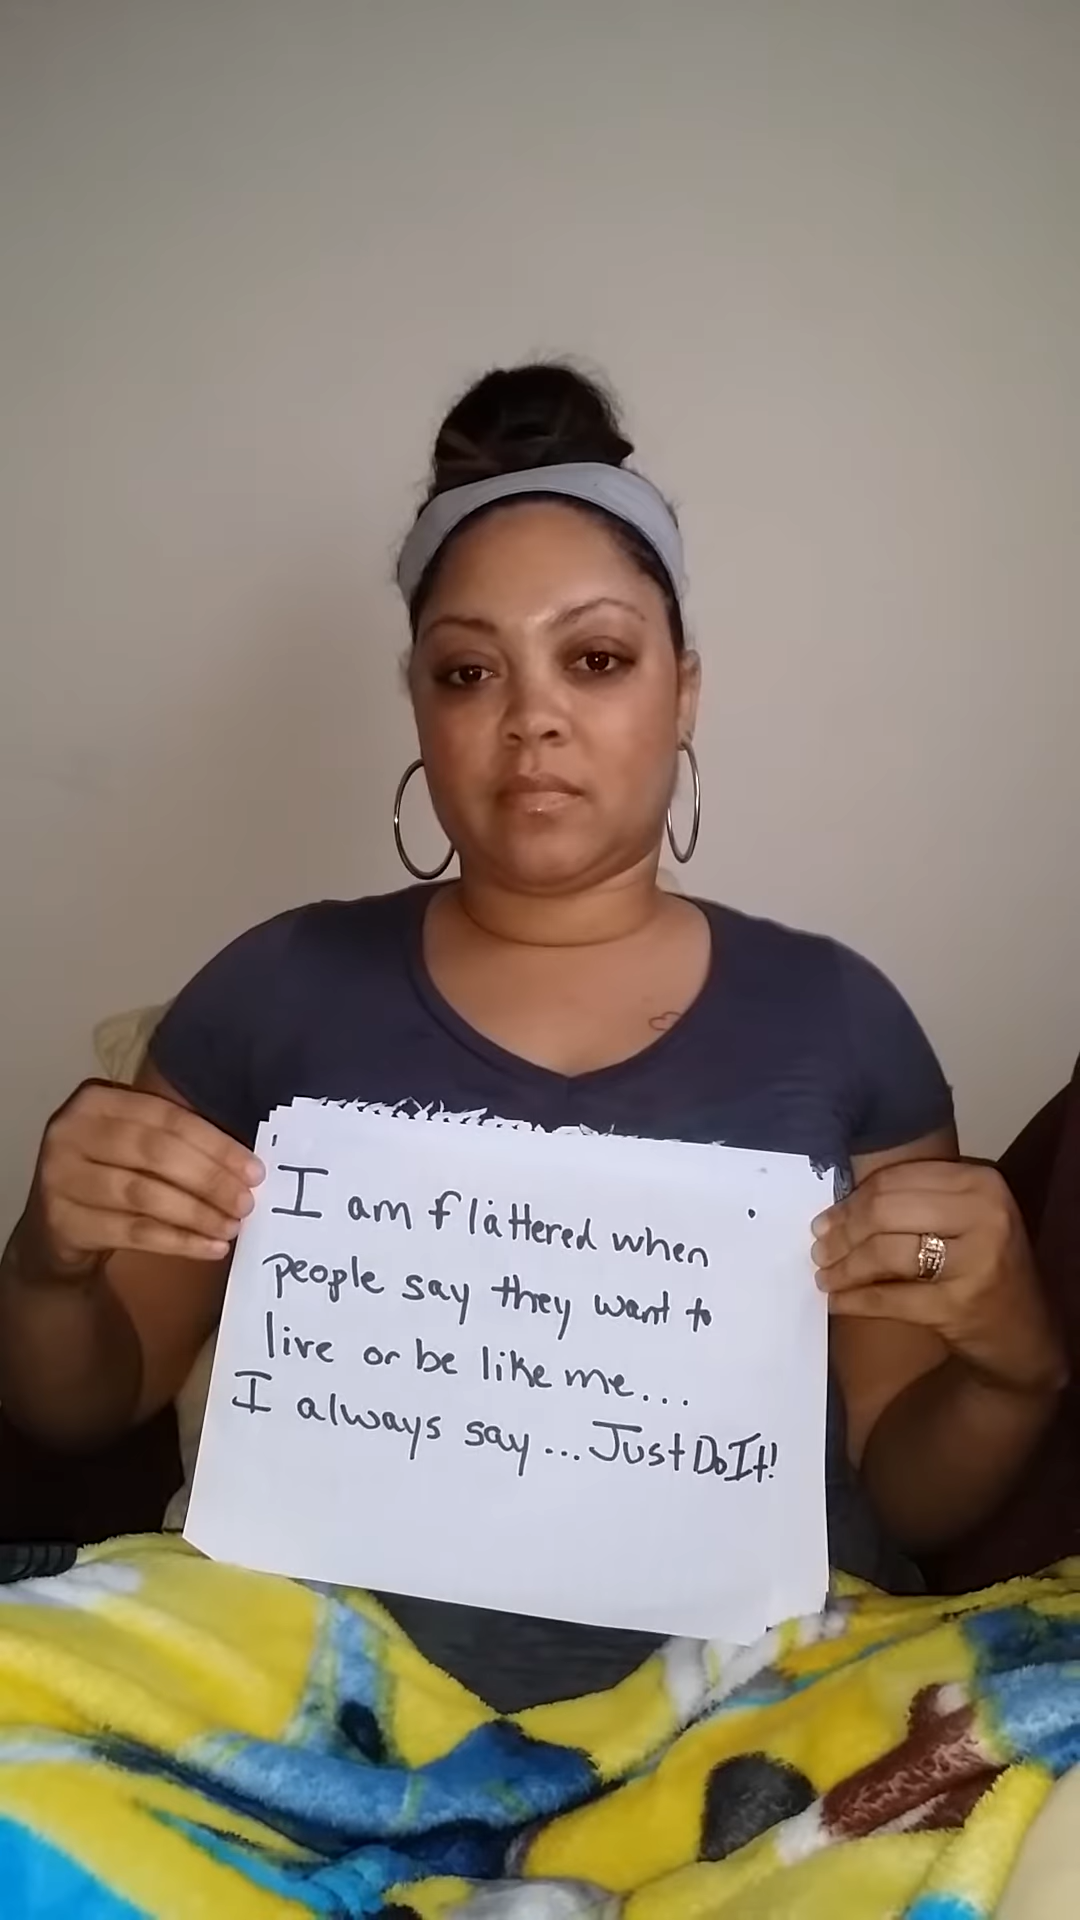 I am flattered when
people say they want to
live or be like me...
I always say... Just Do It!